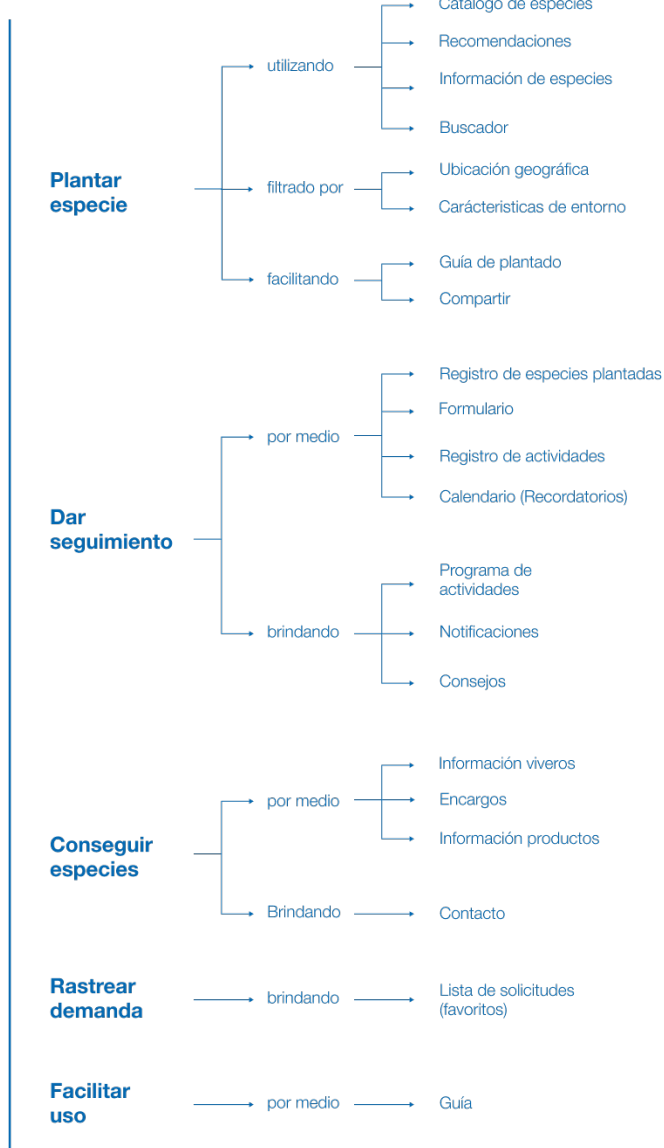 Catálogo de especies
Recomendaciones
utilizando
Información de especies
Buscador
Plantar
especie
filtrado por
Ubicación geográfica
Carácteristicas de entorno
facilitando
Guía de plantado
Compartir
Registro de especies plantadas
Formulario
por medio
Registro de actividades
Calendario (Recordatorios)
Dar
seguimiento
Programa de
actividades
brindando
Notificaciones
Consejos
Información viveros
por medio
Encargos
Información productos
Conseguir
especies
Brindando
Contacto
Rastrear
demanda
brindando
Lista de solicitudes
(favoritos)
Facilitar
uso
por medio
Guía